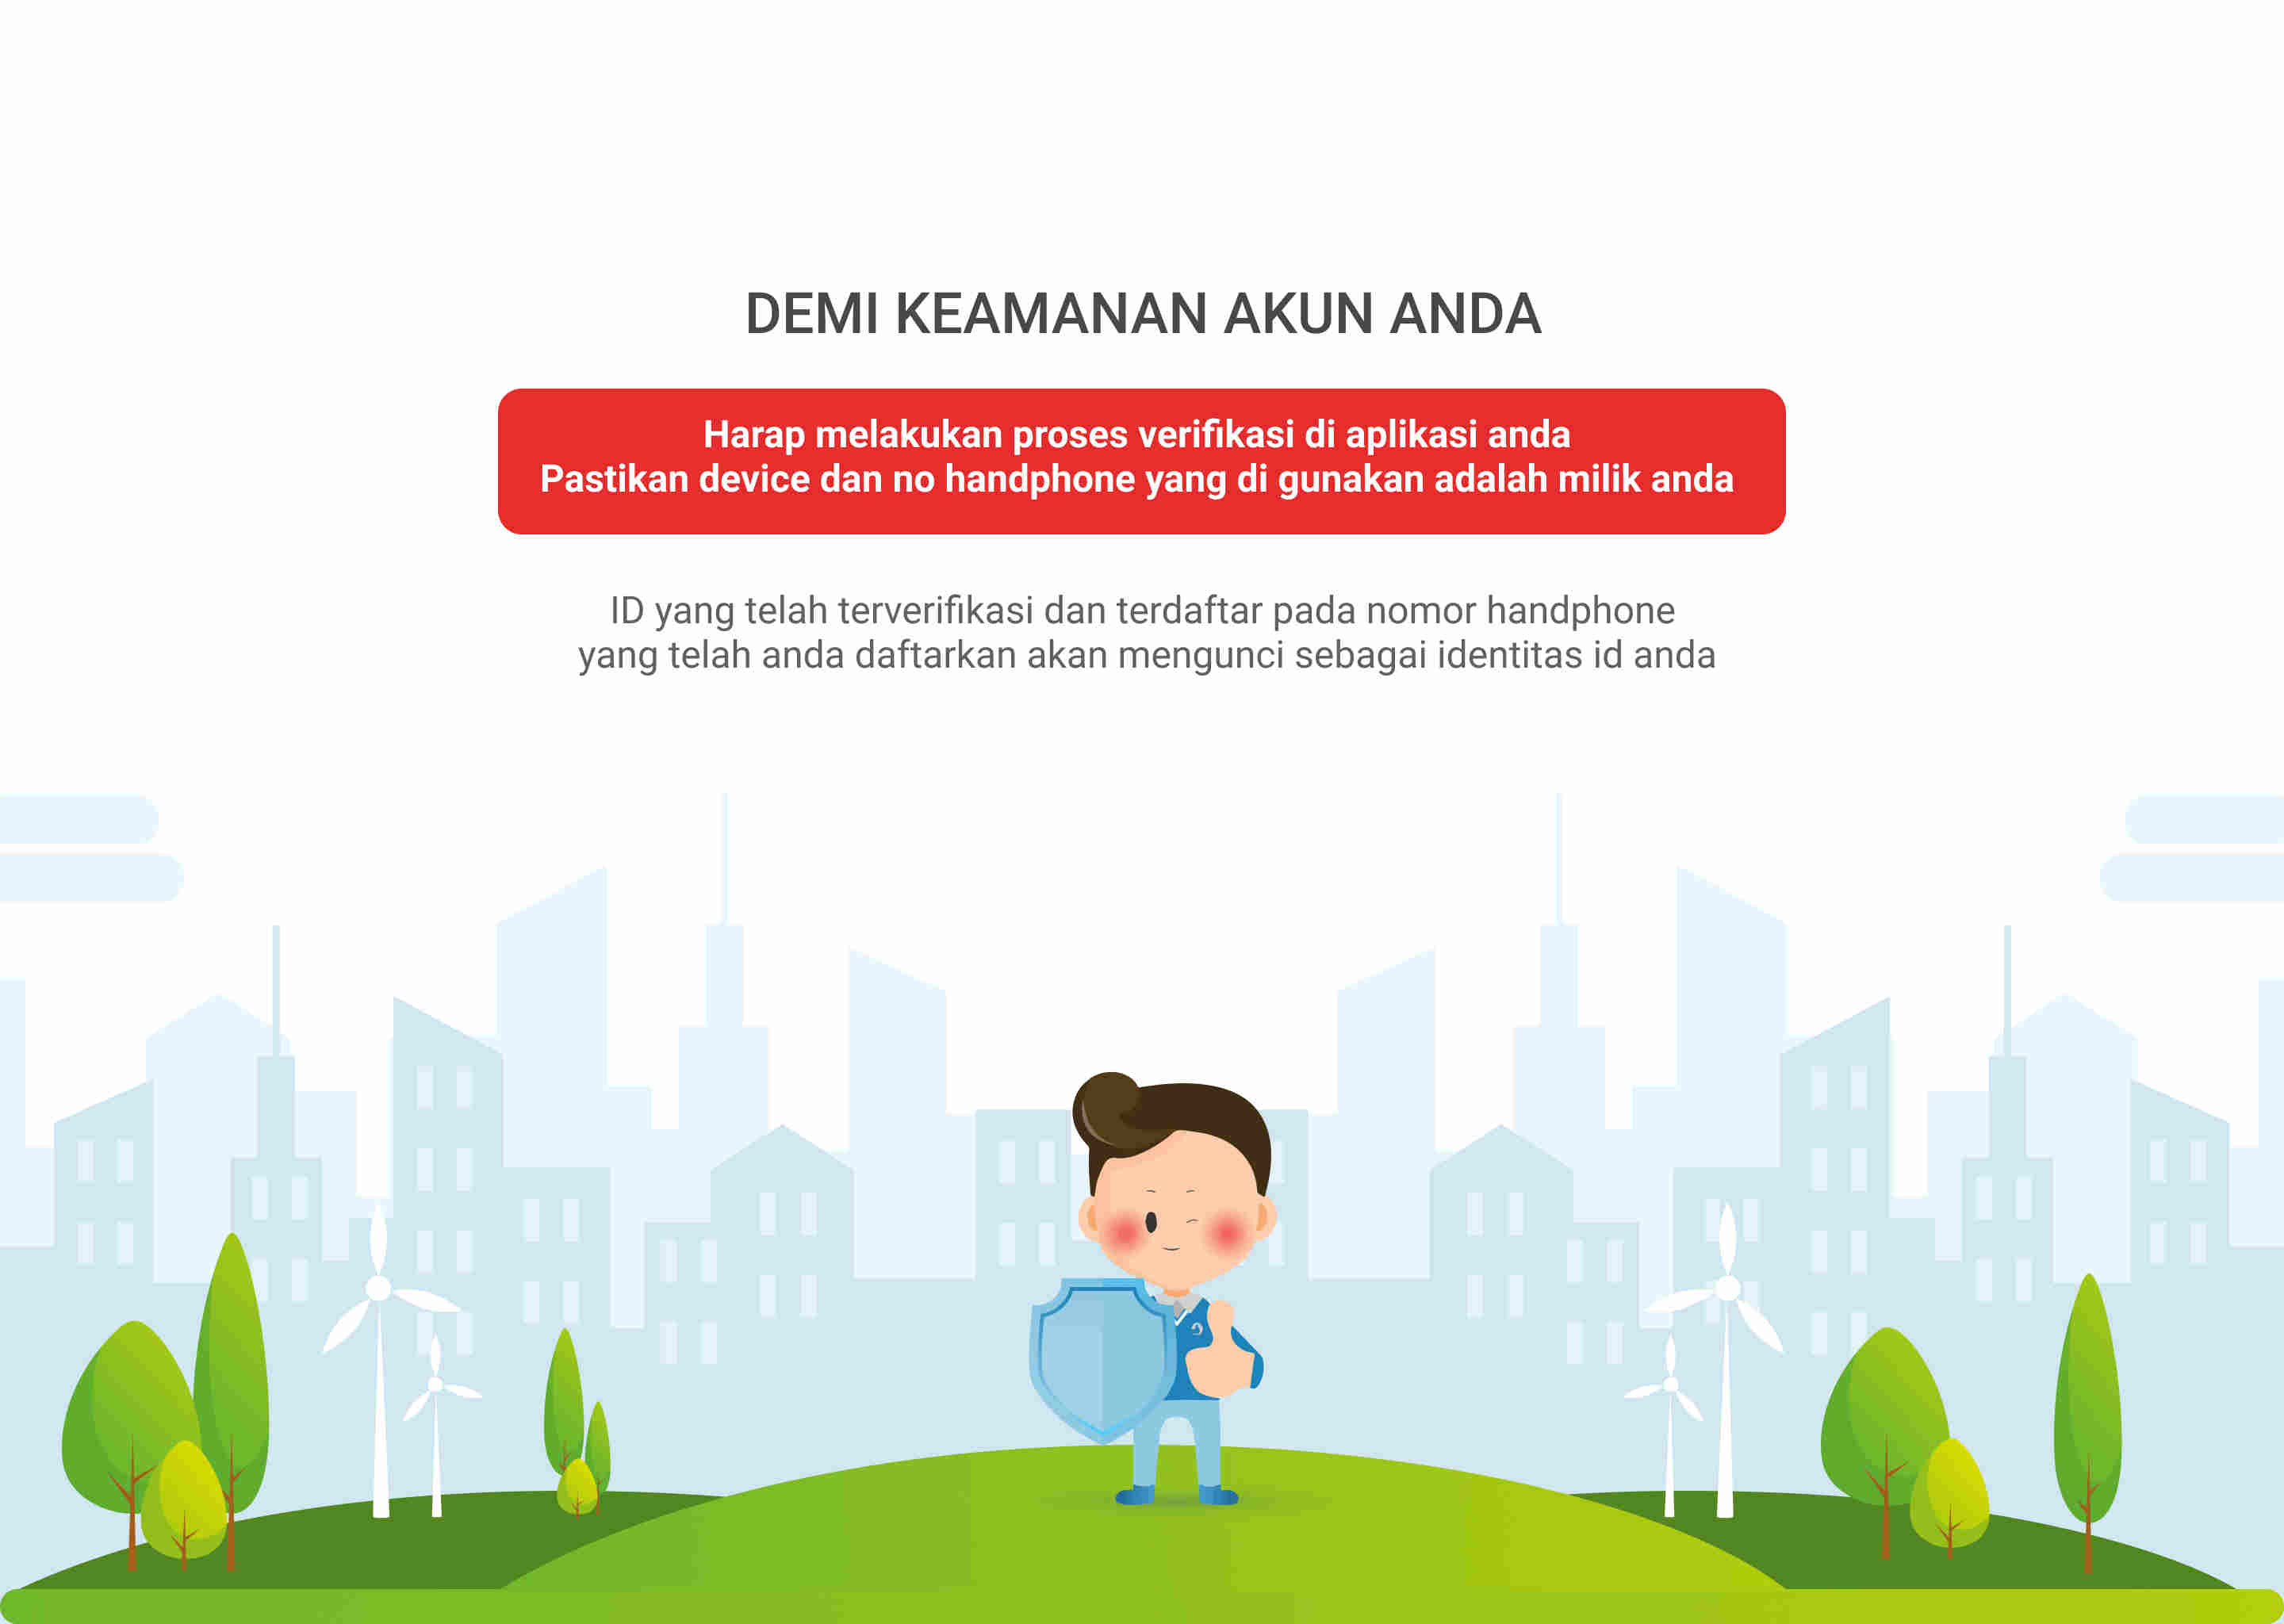 DEMI KEAMANAN AKUN ANDA
Harap melakukan proses verifikasi di aplikasi anda
Pastikan device dan no handphone yang di gunakan adalah milik anda
ID yang telah terverifikasi dan terdaftar pada nomor handphone
yang telah anda daftarkan akan mengunci sebagai identitas id anda